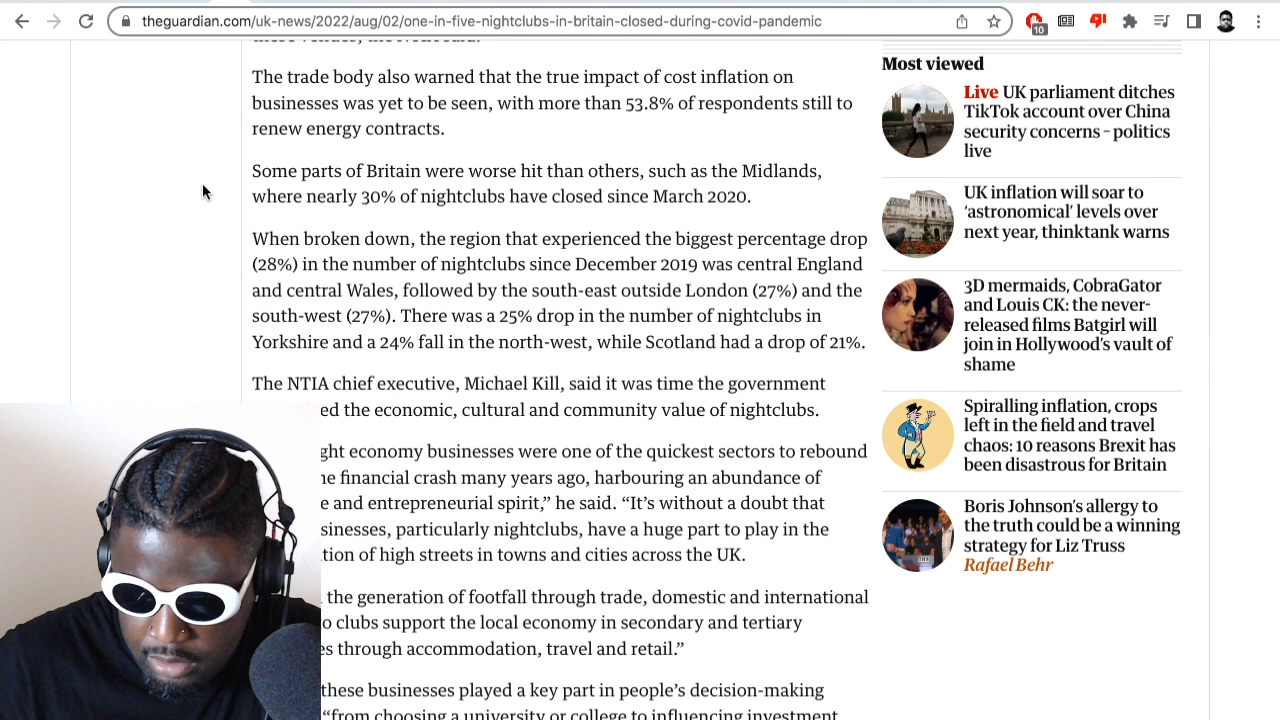 theguardian.com/uk-news/2022/aug/02/one-in-five-nightclubs-in-britain-closed-during-covid-pandemic
10
The trade body also warned that the true impact of cost inflation on
businesses was yet to be seen, with more than 53.8% of respondents still to
renew energy contracts.
Some parts of Britain were worse hit than others, such as the Midlands,
where nearly 30% of nightclubs have closed since March 2020.
When broken down, the region that experienced the biggest percentage drop
(28%) in the number of nightclubs since December 2019 was central England
and central Wales, followed by the south-east outside London (27%) and the
south-west (27%). There was a 25% drop in the number of nightclubs in
Yorkshire and a 24% fall in the north-west, while Scotland had a drop of 21%.
The NTIA chief executive, Michael Kill, said it was time the government
ed the economic, cultural and community value of nightclubs.
ght economy businesses were one of the quickest sectors to rebound
ne financial crash many years ago, harbouring an abundance of
e and entrepreneurial spirit,” he said. “It’s without a doubt that
sinesses, particularly nightclubs, have a huge part to play in the
tion of high streets in towns and cities across the UK.
the generation of footfall through trade, domestic and international
o clubs support the local economy in secondary and tertiary
es through accommodation, travel and retail.”
these businesses played a key part in people’s decision-making
“from choosing a university or college to influencing investment
Most viewed
Live UK parliament ditches
TikTok account over China
security concerns – politics
live
UK inflation will soar to
‘astronomical’ levels over
next year, thinktank warns
3D mermaids, CobraGator
and Louis CK: the never-
released films Batgirl will
join in Hollywood’s vault of
shame
Spiralling inflation, crops
left in the field and travel
chaos: 10 reasons Brexit has
been disastrous for Britain
Boris Johnson’s allergy to
the truth could be a winning
strategy for Liz Truss
Rafael Behr